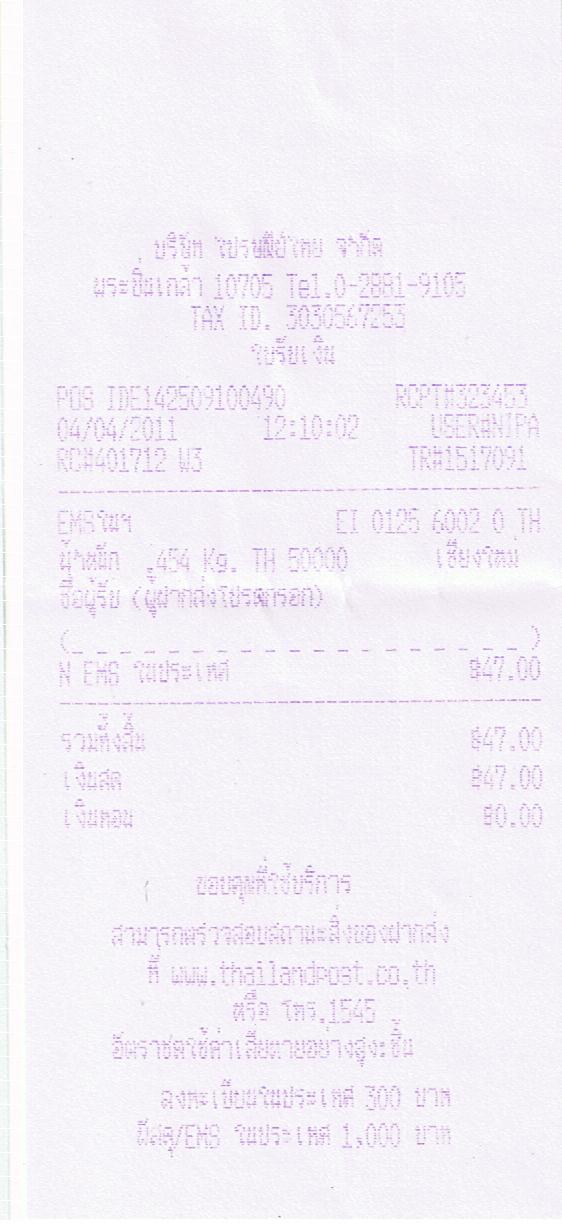 บริษัท ไปรษณีย์ไทย จำกัด
พระปิ่นเกล้า 10705 Tel.0-2881-9105
TAX ID. 3030567253
ใบรับเงิน
POS IDE142509100490 RCPT#323453
04/04/2011 12:10:02 USER#NIPA
RC#401712 W3 TR#1517091
EMSในฯ EI 0125 6002 0 TH
น้ำหนัก .454 Kg. TH 50000 เชียงใหม่
ชื่อผู้รับ (ผู้ฝากส่งโปรดกรอก)
(_ _ _ _ _ _ _ _ _ _ _ _ _ _ _ _ _ _ _ _)
N EMS ในประเทศ ฿47.00
รวมทั้งสิ้น ฿47.00
เงินสด ฿47.00
เงินทอน ฿0.00
ขอบคุณที่ใช้บริการ
สามารถตรวจสอบสถานะสิ่งของฝากส่ง
ที่ www.thailandpost.co.th
หรือ โทร.1545
อัตราชดใช้ค่าเสียหายอย่างสูง:ชิ้น
ลงทะเบียนในประเทศ 300 บาท
พัสดุ/EMS ในประเทศ 1,000 บาท